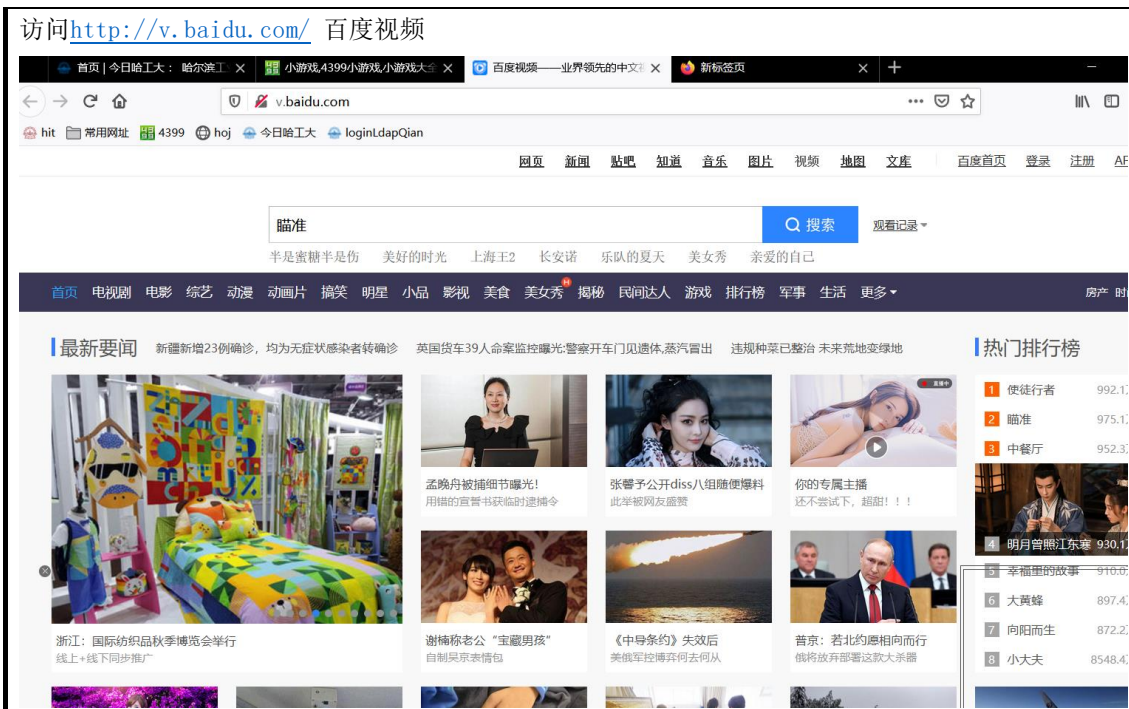 访问http://v.baidu.com/ 百度视频
首页 | 今日哈工大： 哈尔滨工 小游戏,4399小游戏,小游戏大全 百度视频——业界领先的中文视 新标签页
v.baidu.com
hit 常用网址 4399 hoj 今日哈工大 loginLdapQian
网页 新闻 贴吧 知道 音乐 图片 视频 地图 文库 百度首页 登录 注册
瞄准 搜索 观看记录
半是蜜糖半是伤 美好的时光 上海王2 长安诺 乐队的夏天 美女秀 亲爱的自己
首页 电视剧 电影 综艺 动漫 动画片 搞笑 明星 小品 影视 美食 美女秀 H 揭秘 民间达人 游戏 排行榜 军事 生活 更多 房产
最新要闻 新疆新增23例确诊，均为无症状感染者转确诊 英国货车39人命案监控曝光:警察开车门见遗体,蒸汽冒出 违规种菜已整治 未来荒地变绿地
热门排行榜
直播中
1 使徒行者 992.1
2 瞄准 975.1
3 中餐厅 952.3
4 明月曾照江东寒 930.1
5 幸福里的故事 910.0
6 大黄蜂 897.4
7 向阳而生 872.2
8 小大夫 8548.4
孟晚舟被捕细节曝光!
用错的宣誓书获临时逮捕令
张馨予公开diss八组随便爆料
此举被网友盛赞
你的专属主播
还不尝试下，超甜！！！
浙江：国际纺织品秋季博览会举行
线上+线下同步推广
谢楠称老公“宝藏男孩”
自制吴京表情包
《中导条约》失效后
美俄军控博弈何去何从
普京：若北约愿相向而行
俄将放弃部署这款大杀器